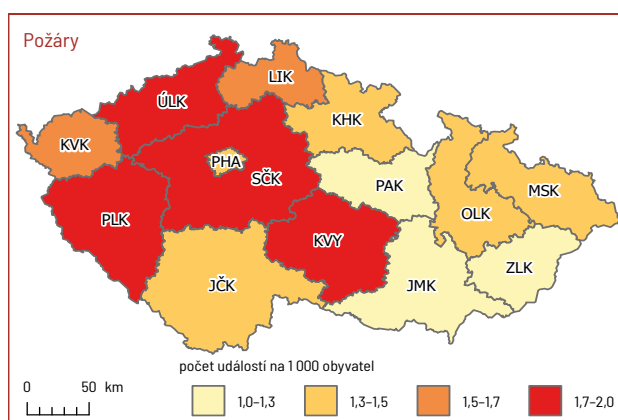 Požáry
LIK
ÚLK
KHK
KVK
PHA
SČK
PAK
MSK
OLK
PLK
KVY
ZLK
JČK
JMK
počet událostí na 1 000 obyvatel
0 50 km
1,0–1,3 1,3–1,5 1,5–1,7 1,7–2,0